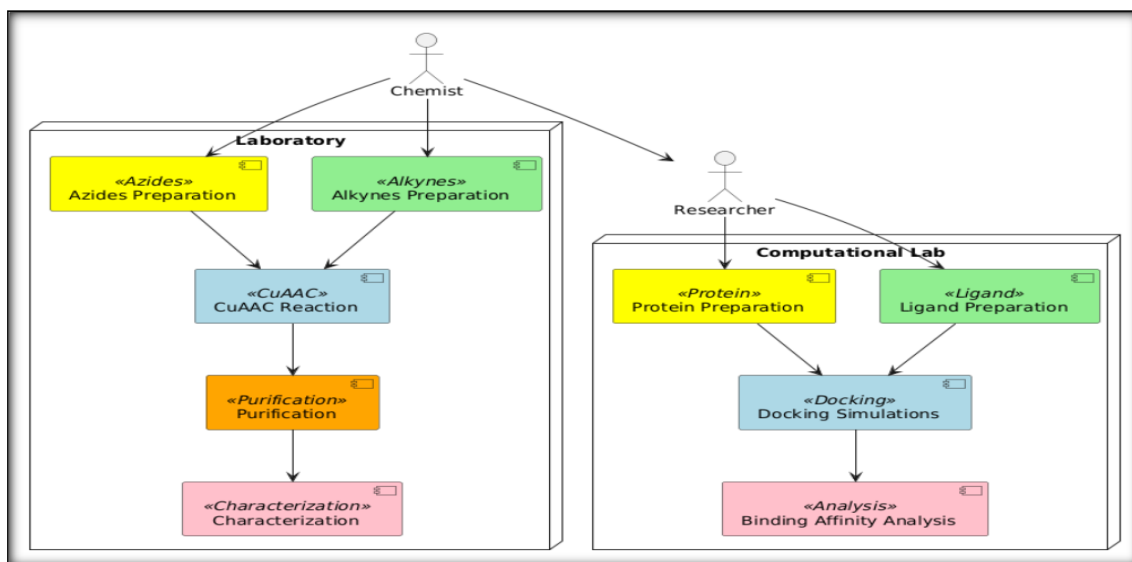 Chemist
Laboratory
«Azides»
Azides Preparation
«Alkynes»
Alkynes Preparation
«CuAAC»
CuAAC Reaction
«Purification»
Purification
«Characterization»
Characterization
Researcher
Computational Lab
«Protein»
Protein Preparation
«Ligand»
Ligand Preparation
«Docking»
Docking Simulations
«Analysis»
Binding Affinity Analysis